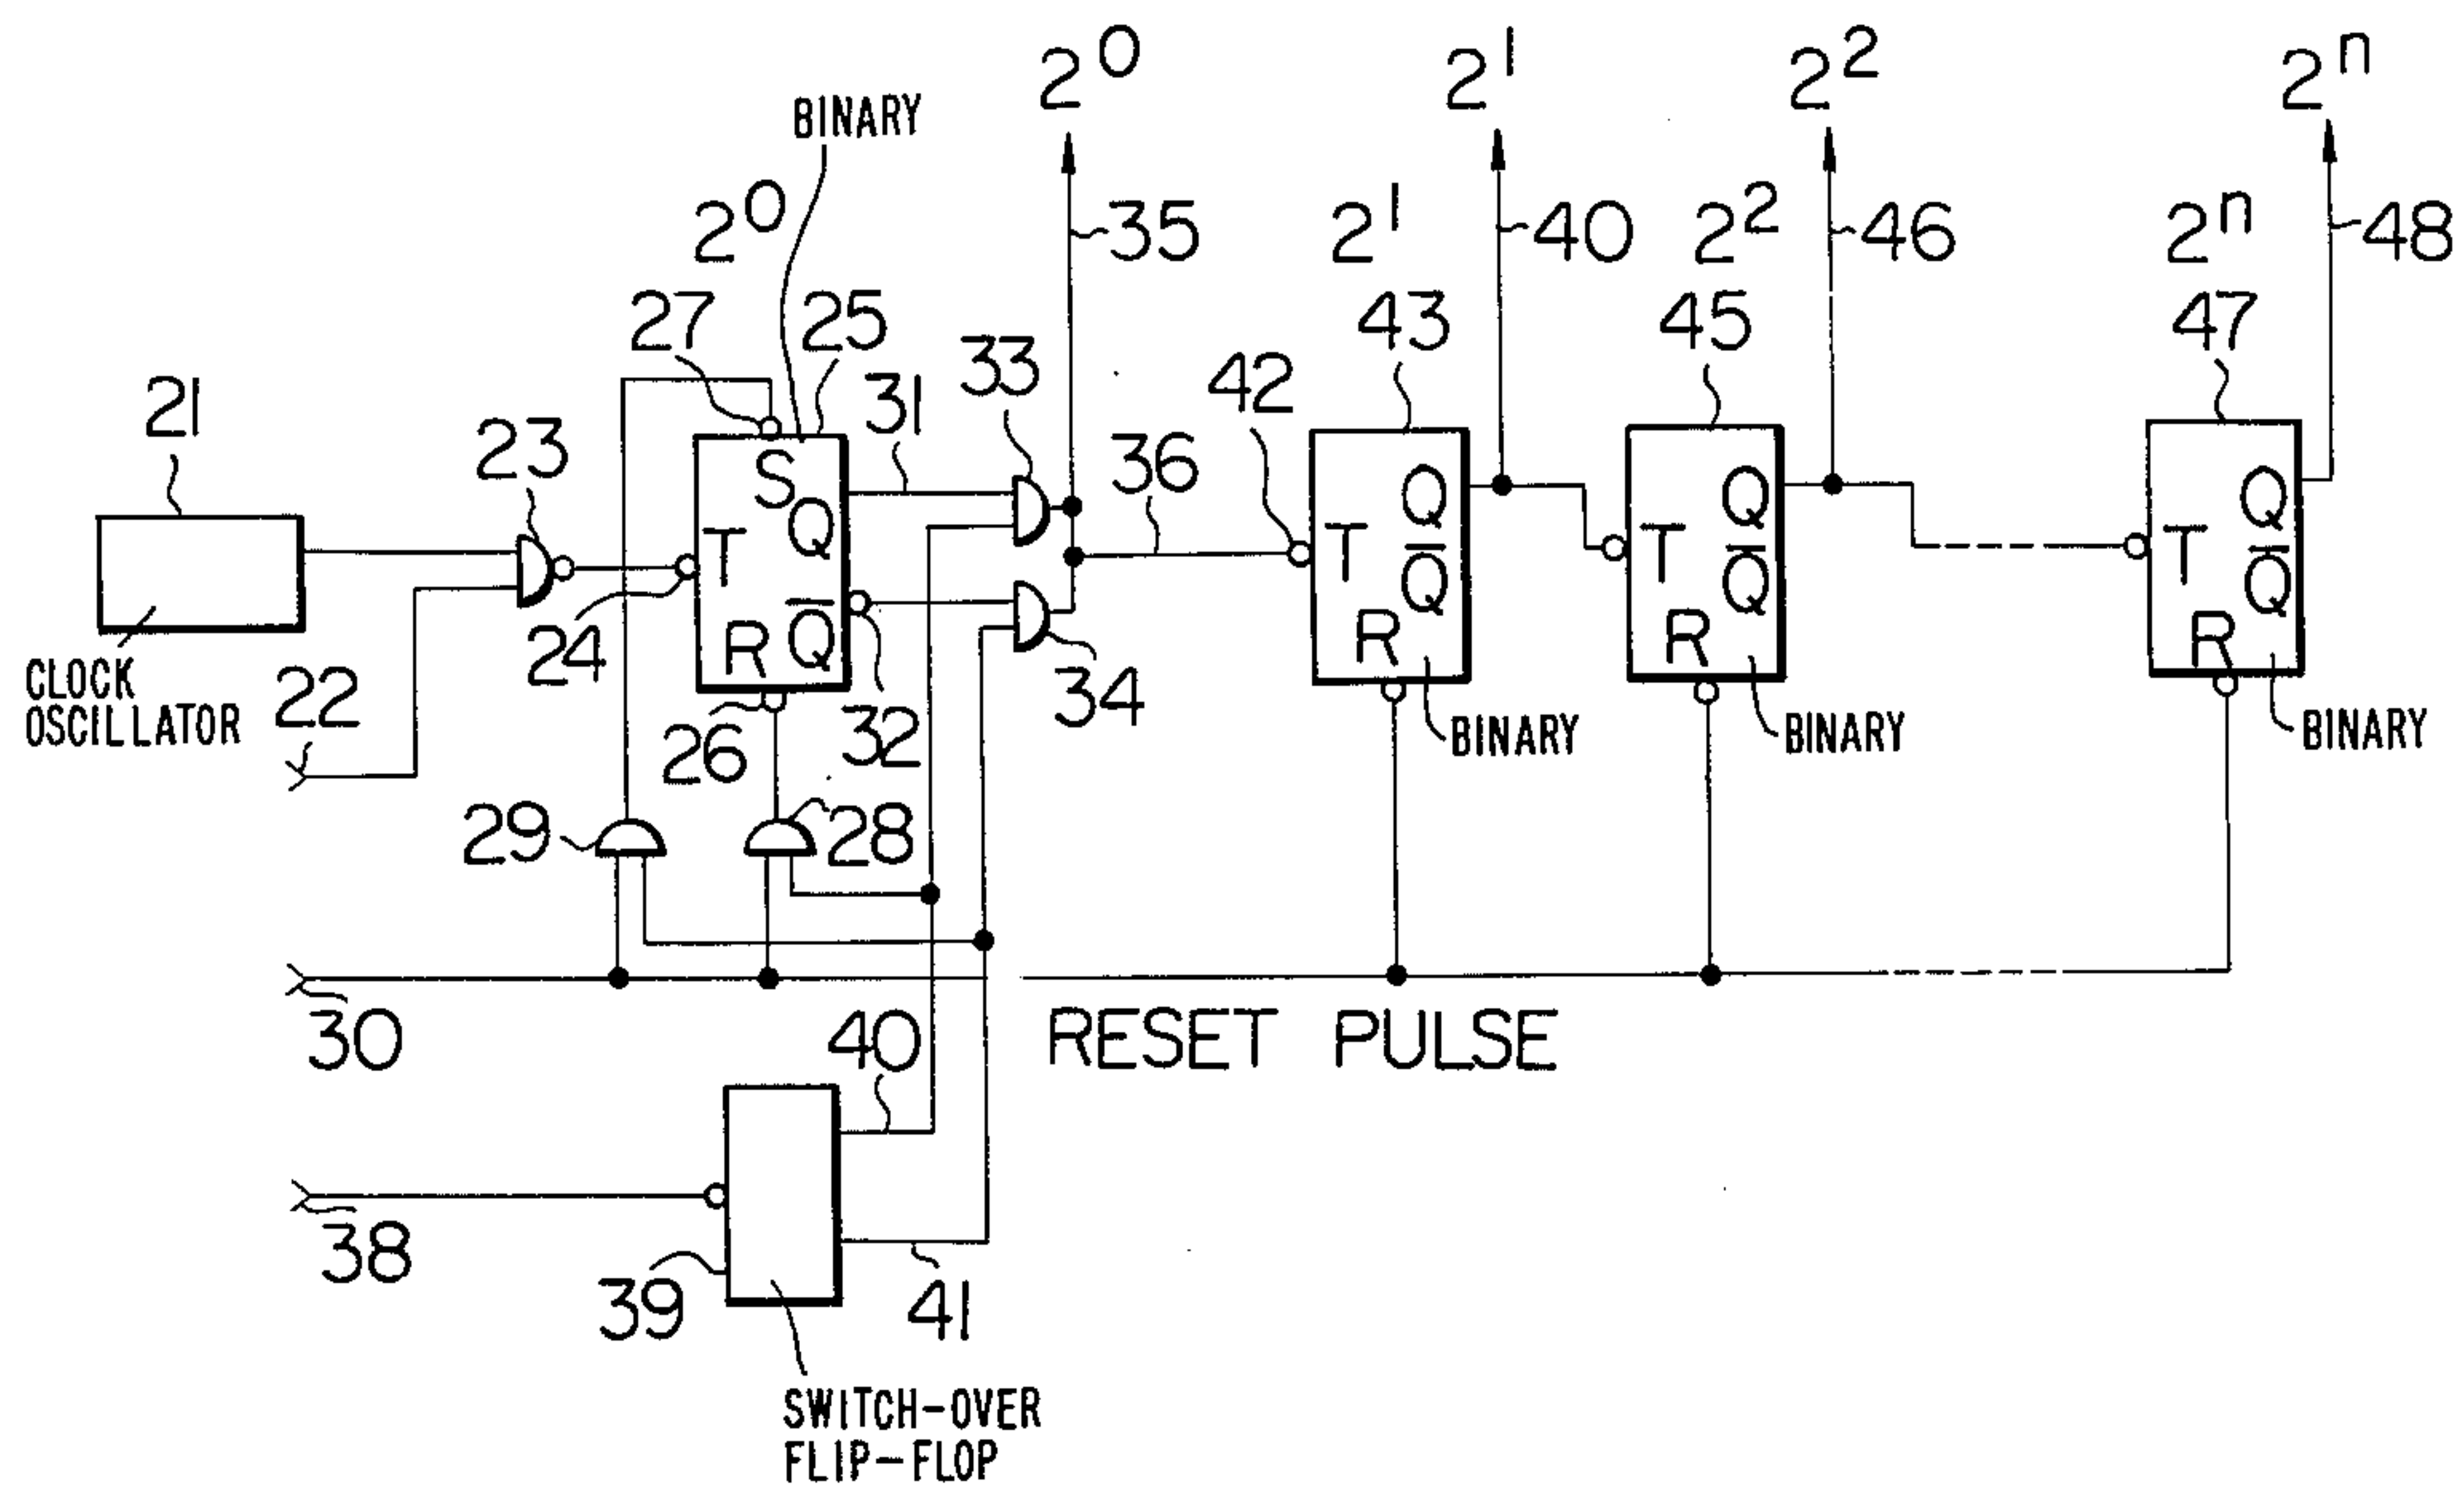 2⁰ 2¹ 2² 2ⁿ
BINARY
2⁰ 35 2¹ 40 2² 46 2ⁿ 48
27 25 33 43 45 47
21 23 31 42
36
S
T Q
R Q̅
T Q
Q̅
R
T Q
Q̅
R
T Q
Q̅
R
24
CLOCK
OSCILLATOR
22 26 32 34
BINARY BINARY BINARY
29 28
30 40 RESET PULSE
38 39 41
SWITCH-OVER
FLIP-FLOP